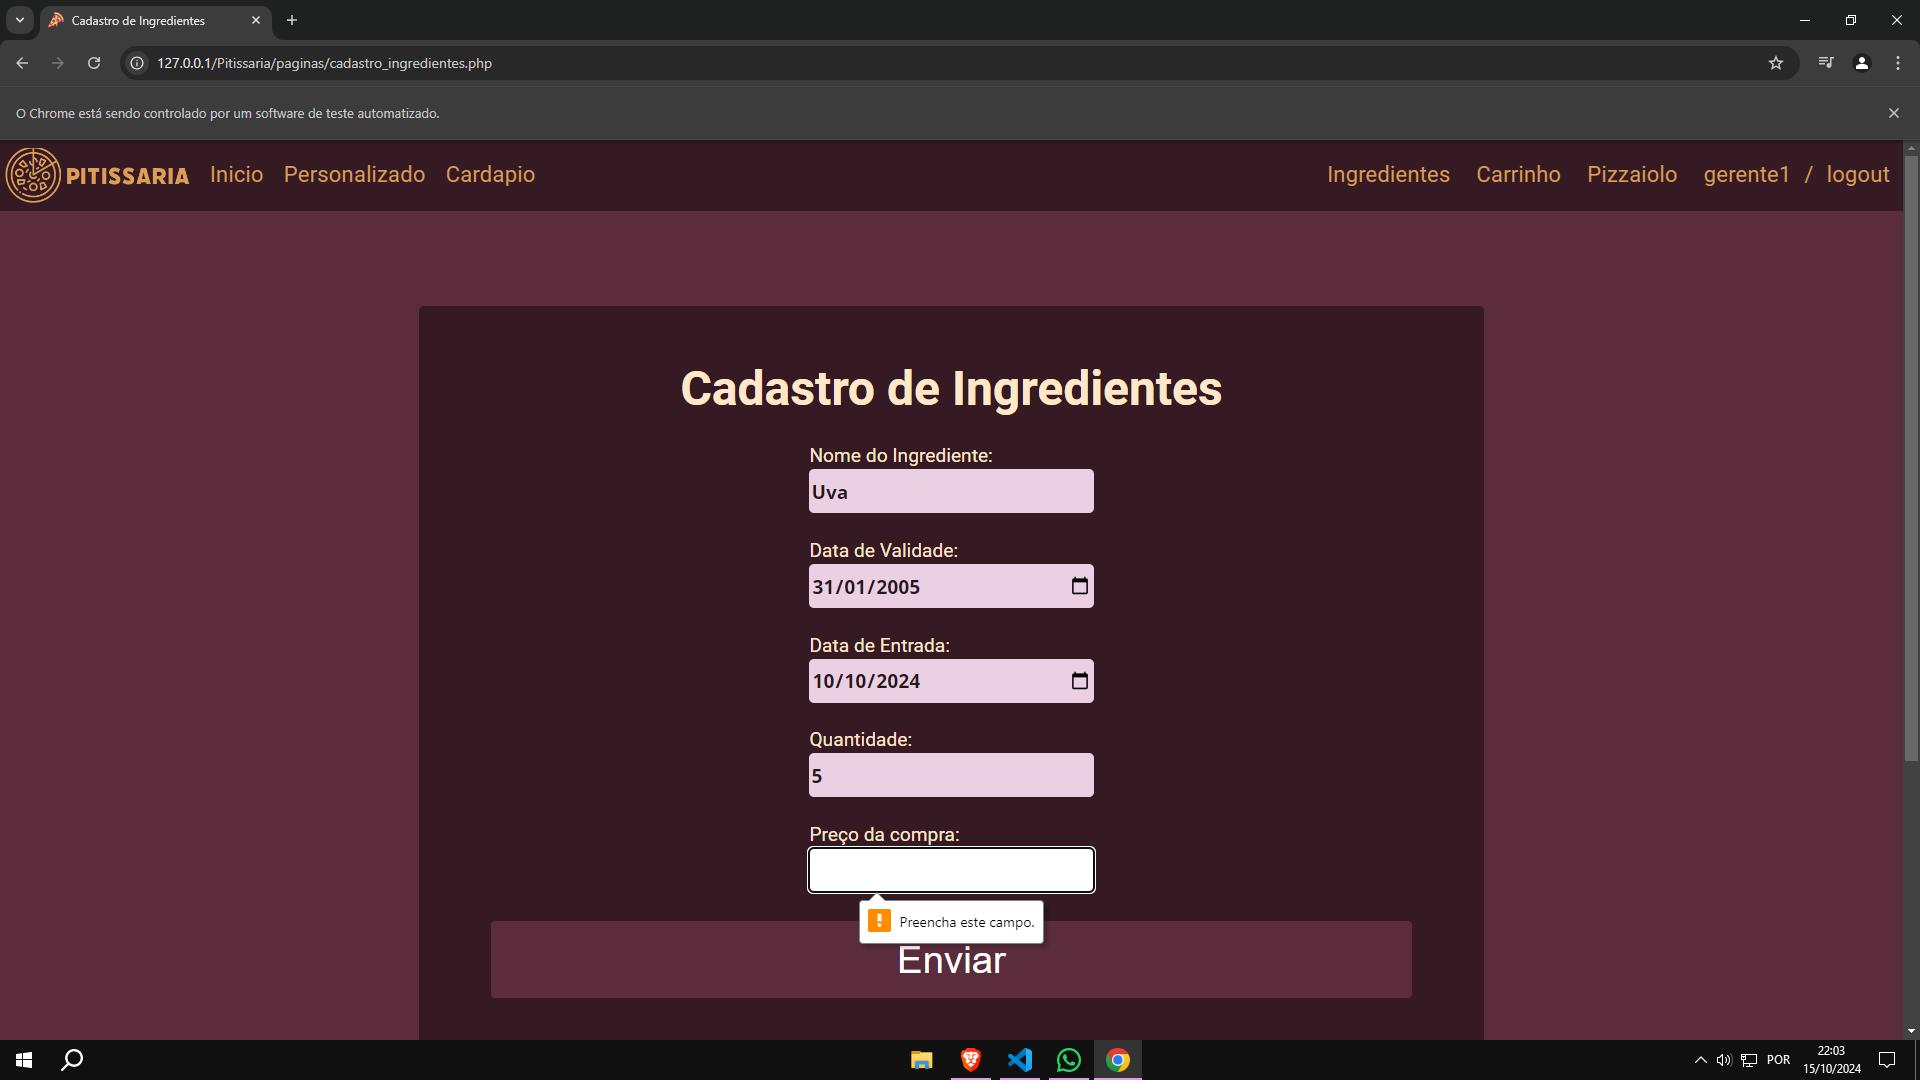 Cadastro de Ingredientes
127.0.0.1/Pitissaria/paginas/cadastro_ingredientes.php
O Chrome está sendo controlado por um software de teste automatizado.
PITISSARIA Inicio Personalizado Cardapio Ingredientes Carrinho Pizzaiolo gerente1 / logout
Cadastro de Ingredientes
Nome do Ingrediente:
Uva
Data de Validade:
31/01/2005
Data de Entrada:
10/10/2024
Quantidade:
5
Preço da compra:
Preencha este campo.
Enviar
POR
22:03
15/10/2024